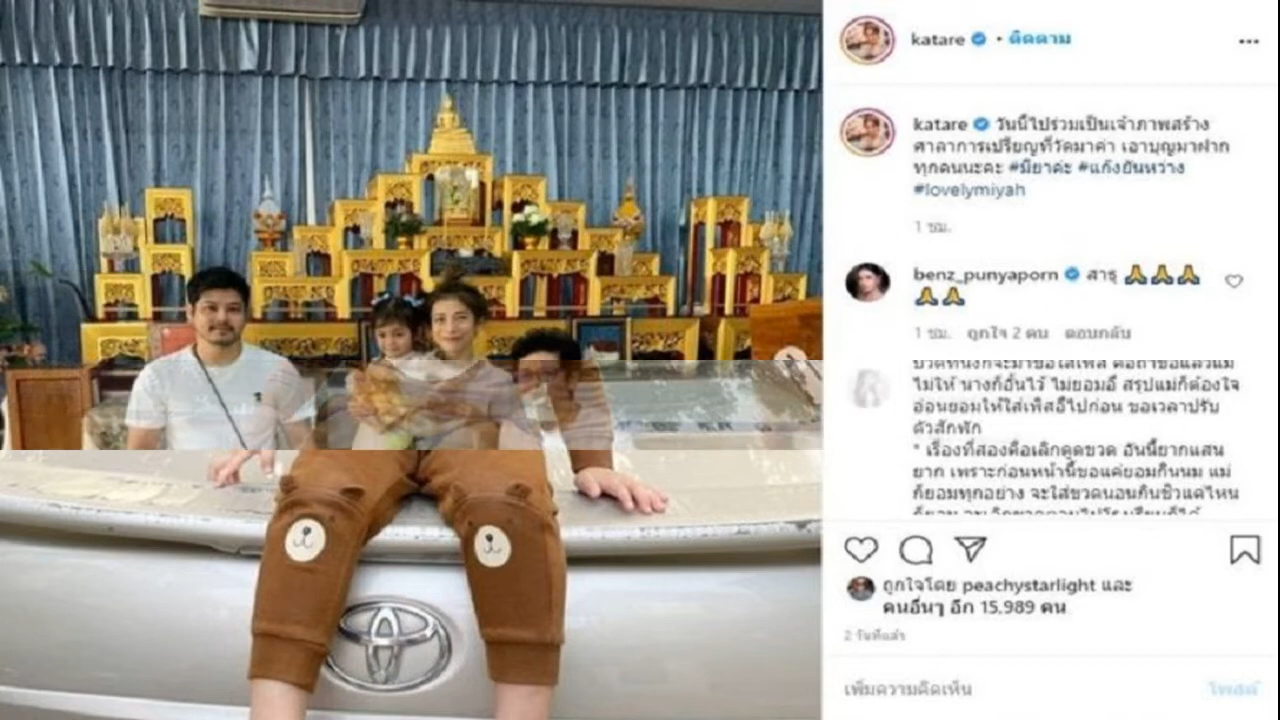 katare • ติดตาม
katare วันนี้ไปร่วมเป็นเจ้าภาพสร้าง
ศาลาการเปรียญที่วัดมาค่า เอาบุญมาฝาก
ทุกคนนะคะ #มียาค่ะ #แก๊งยืนหว่าง
#lovelymiyah
1 ชม.
benz_punyaporn สาธุ 🙏🙏🙏
🙏🙏
1 ชม. ถูกใจ 2 คน ตอบกลับ
ไม่ให้ นางก็อั้นไว้ ไม่ยอมอึ๊ สรุปแม่ก็ต้องใจ
อ่อนยอมให้ใส่เพิสอึ๊ไปก่อน ขอเวลาปรับ
ตัวสักพัก
* เรื่องที่สองคือเลิกดูดขวด อันนี้ยากแสน
ยาก เพราะก่อนหน้านี้ขอแค่ยอมกินนม แม่
ก็ยอมทุกอย่าง จะใส่ขวดนอนกินชิวแค่ไหน
ถูกใจโดย peachystarlight และ
คนอื่นๆ อีก 15,989 คน
2 วันที่แล้ว
เพิ่มความคิดเห็น โพสต์